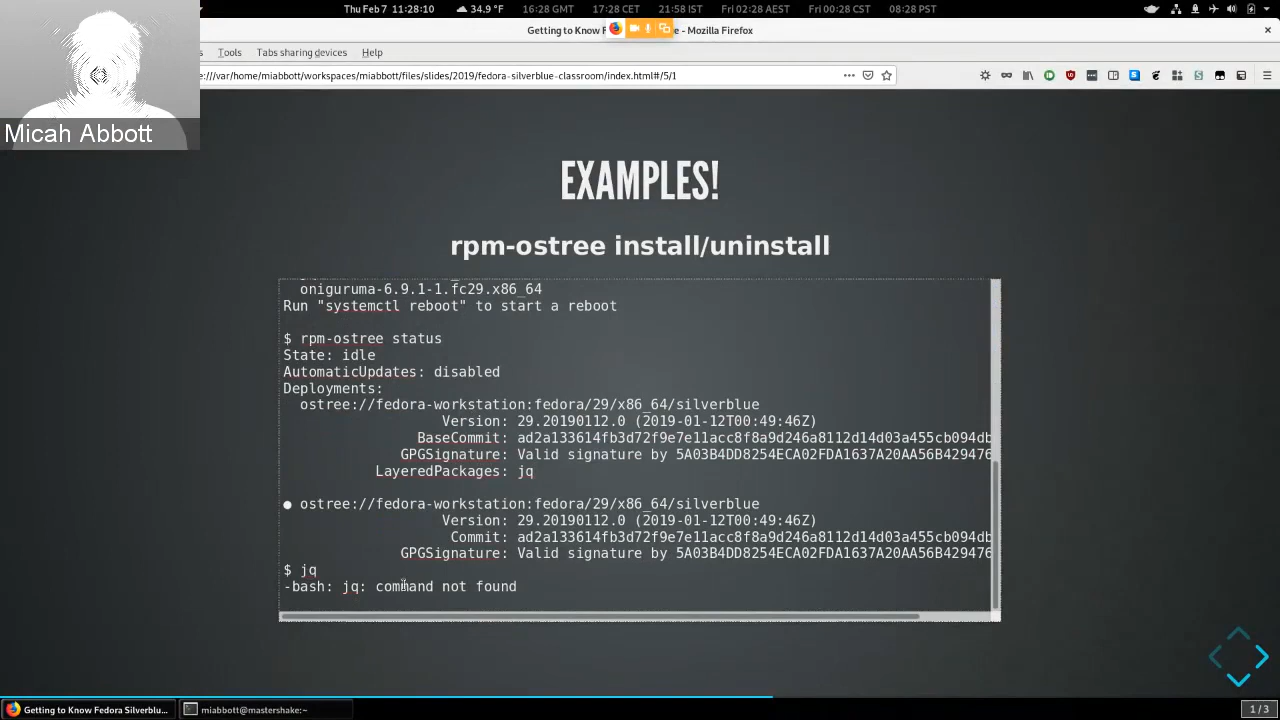 Thu Feb 7 11:28:10 34.9 °F 16:28 GMT 17:28 CET 21:58 IST Fri 02:28 AEST Fri 00:28 CST 08:28 PST
Getting to Know F e - Mozilla Firefox
s Tools Tabs sharing devices Help
:///var/home/miabbott/workspaces/miabbott/files/slides/2019/fedora-silverblue-classroom/index.html#/5/1
Micah Abbott
EXAMPLES!
rpm-ostree install/uninstall
oniguruma-6.9.1-1.fc29.x86_64
Run "systemctl reboot" to start a reboot
$ rpm-ostree status
State: idle
AutomaticUpdates: disabled
Deployments:
ostree://fedora-workstation:fedora/29/x86_64/silverblue
Version: 29.20190112.0 (2019-01-12T00:49:46Z)
BaseCommit: ad2a133614fb3d72f9e7e11acc8f8a9d246a8112d14d03a455cb094db
GPGSignature: Valid signature by 5A03B4DD8254ECA02FDA1637A20AA56B429476
LayeredPackages: jq
● ostree://fedora-workstation:fedora/29/x86_64/silverblue
Version: 29.20190112.0 (2019-01-12T00:49:46Z)
Commit: ad2a133614fb3d72f9e7e11acc8f8a9d246a8112d14d03a455cb094db
GPGSignature: Valid signature by 5A03B4DD8254ECA02FDA1637A20AA56B429476
$ jq
-bash: jq: command not found
Getting to Know Fedora Silverblu... miabbott@mastershake:~ 1 / 3